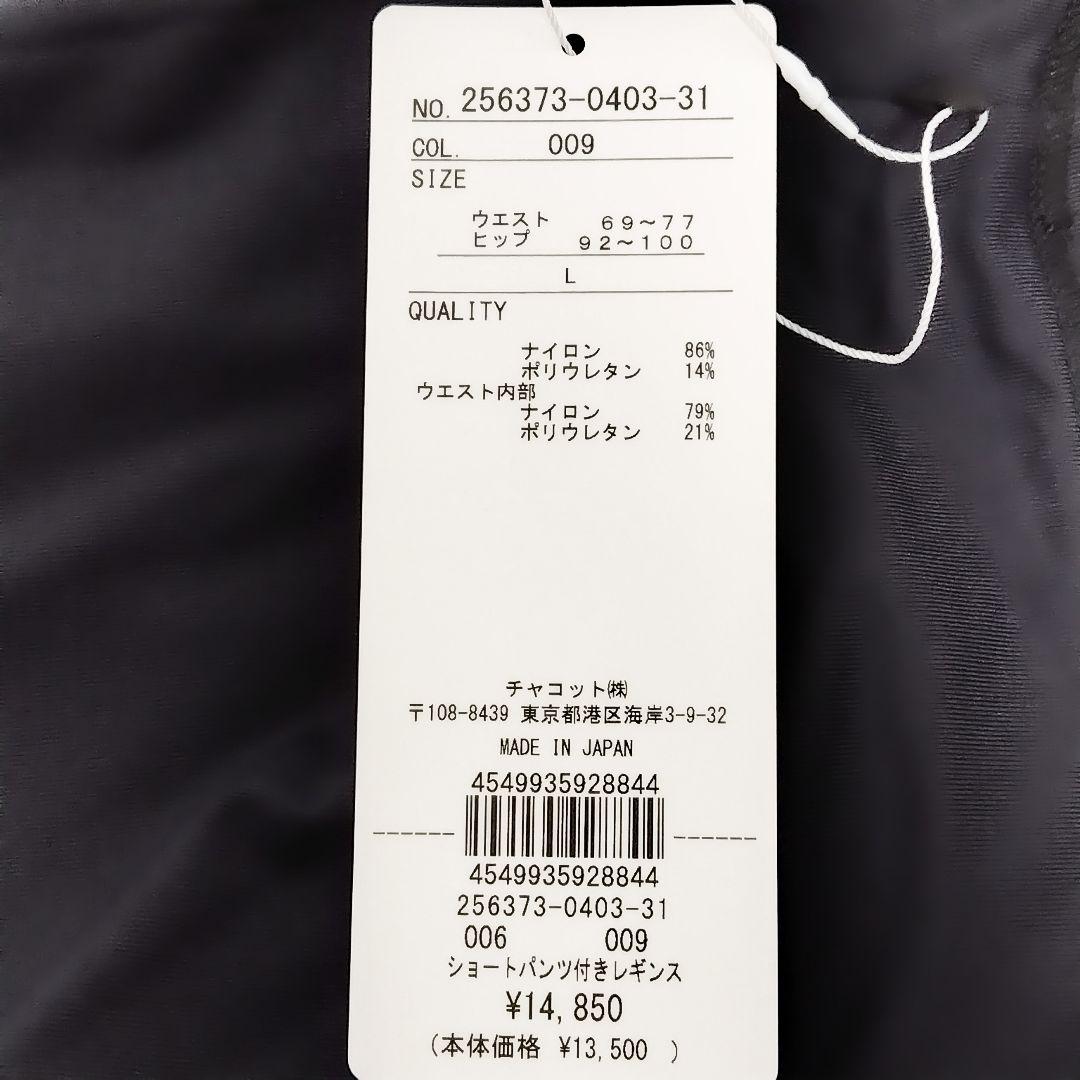 NO. 256373-0403-31
COL. 009
SIZE
ウエスト 69~77
ヒップ 92~100
L
QUALITY
ナイロン 86%
ポリウレタン 14%
ウエスト内部
ナイロン 79%
ポリウレタン 21%
チャコット㈱
〒108-8439 東京都港区海岸3-9-32
MADE IN JAPAN
4549935928844
4549935928844
256373-0403-31
006 009
ショートパンツ付きレギンス
¥14,850
(本体価格 ¥13,500 )